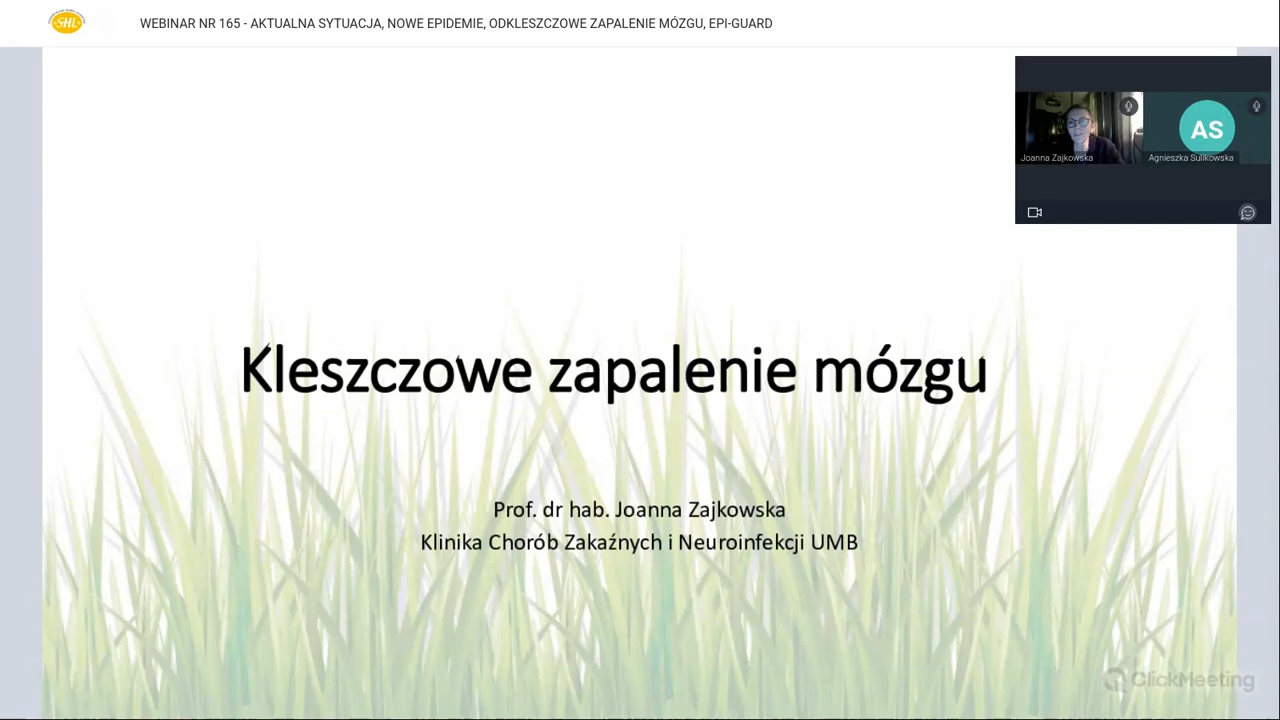 SHL
WEBINAR NR 165 - AKTUALNA SYTUACJA, NOWE EPIDEMIE, ODKLESZCZOWE ZAPALENIE MÓZGU, EPI-GUARD
AS
Joanna Zajkowska
Agnieszka Sulikowska
Kleszczowe zapalenie mózgu
Prof. dr hab. Joanna Zajkowska
Klinika Chorób Zakaźnych i Neuroinfekcji UMB
ClickMeeting